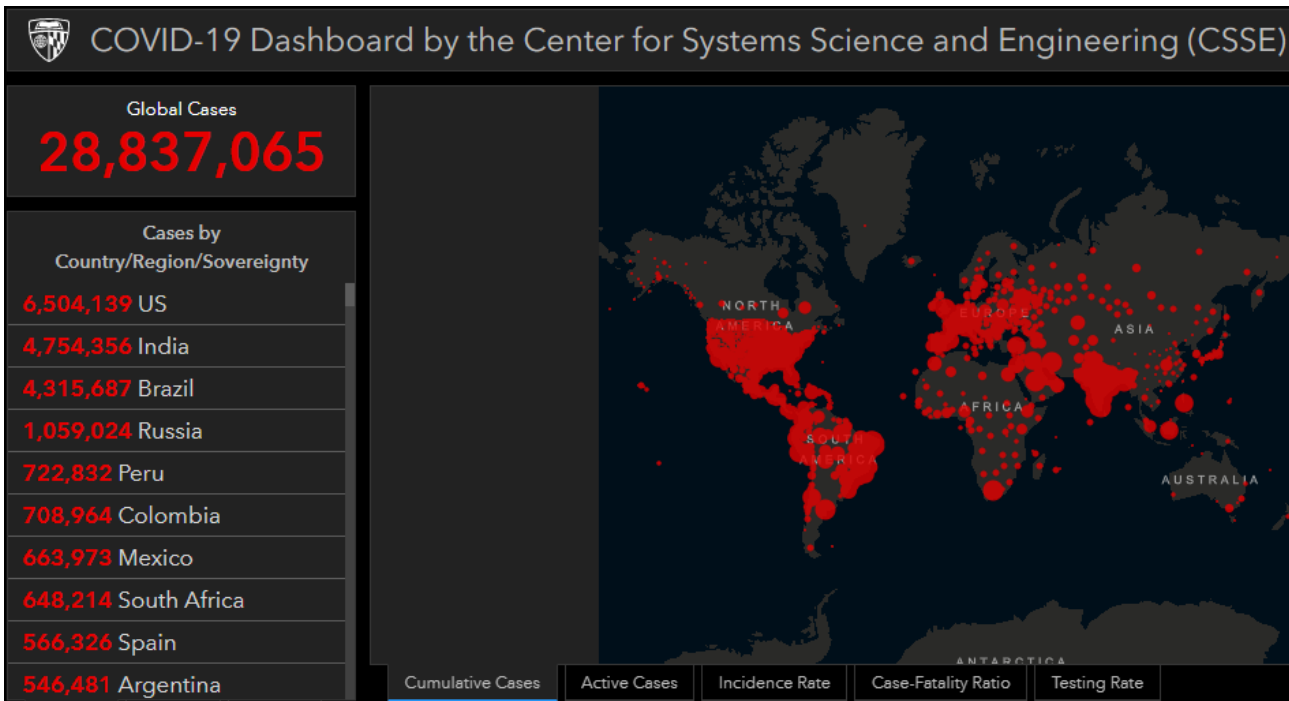 COVID-19 Dashboard by the Center for Systems Science and Engineering (CSSE)
Global Cases
28,837,065
Cases by
Country/Region/Sovereignty
6,504,139 US
4,754,356 India
4,315,687 Brazil
1,059,024 Russia
722,832 Peru
708,964 Colombia
663,973 Mexico
648,214 South Africa
566,326 Spain
546,481 Argentina
NORTH
AMERICA
EUROPE
ASIA
AFRICA
SOUTH
AMERICA
AUSTRALIA
ANTARCTICA
Cumulative Cases
Active Cases
Incidence Rate
Case-Fatality Ratio
Testing Rate